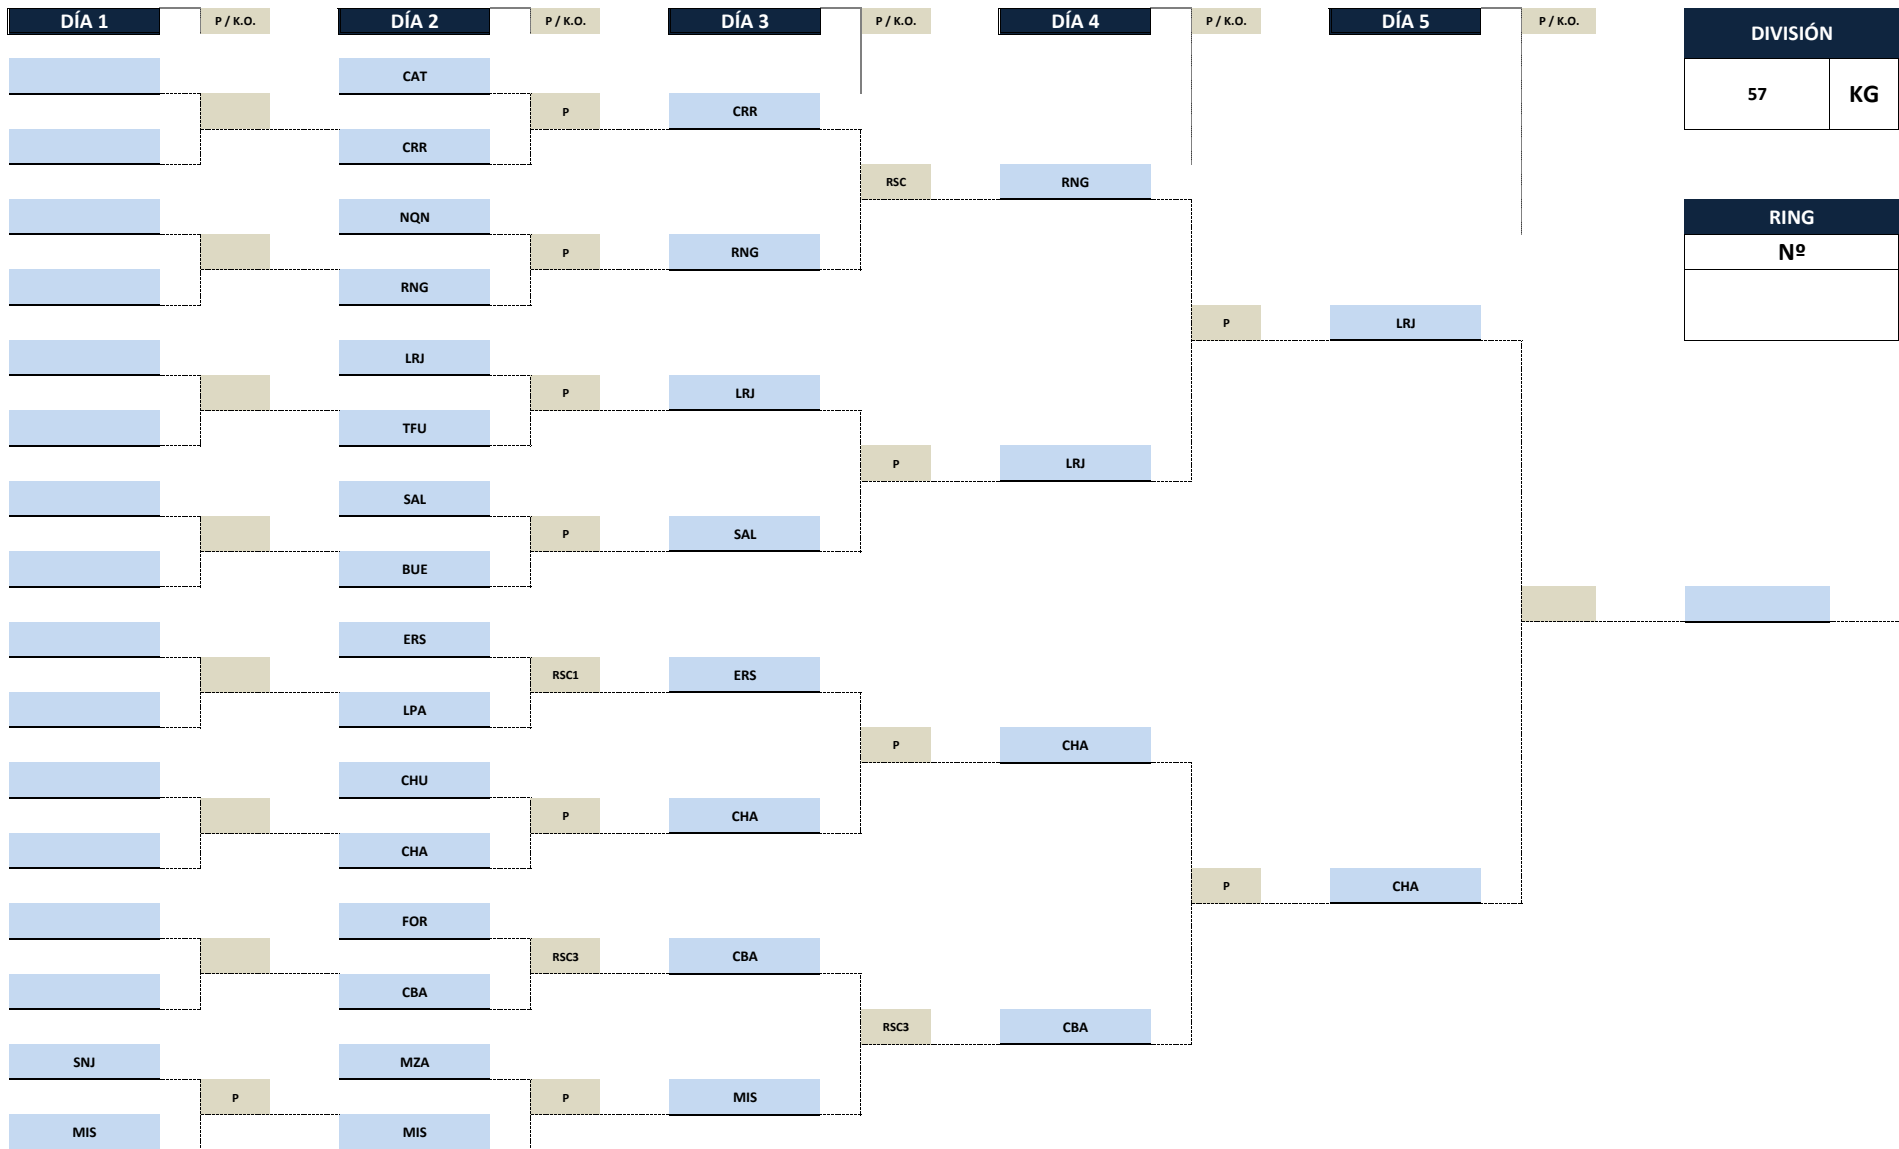 DÍA 1 P / K.O. DÍA 2 P / K.O. DÍA 3 P / K.O. DÍA 4 P / K.O. DÍA 5 P / K.O. DIVISIÓN
CAT
57 KG
P CRR
CRR
RSC RNG
NQN RING
P RNG Nº
RNG
P LRJ
LRJ
P LRJ
TFU
P LRJ
SAL
P SAL
BUE
ERS
RSC1 ERS
LPA
P CHA
CHU
P CHA
CHA
P CHA
FOR
RSC3 CBA
CBA
RSC3 CBA
SNJ MZA
P P MIS
MIS MIS